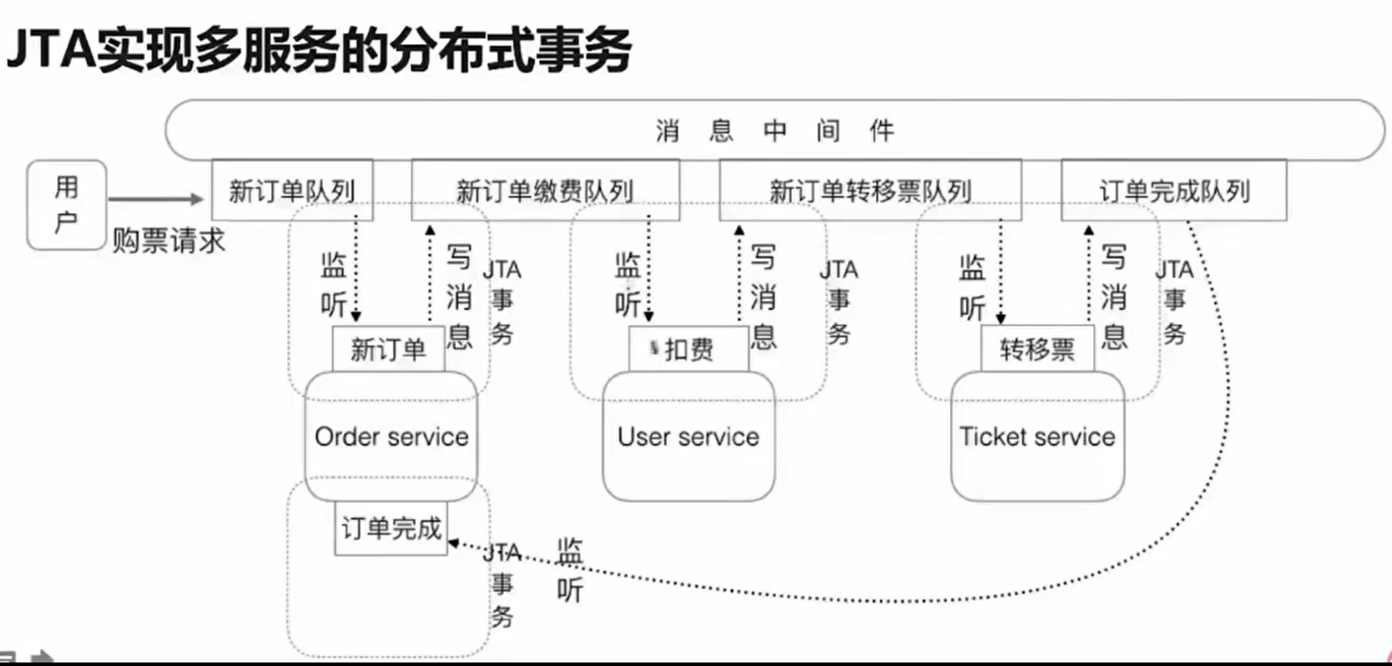 JTA实现多服务的分布式事务
消 息 中 间 件
用户
购票请求
新订单队列
新订单缴费队列
新订单转移票队列
订单完成队列
监听
写消息
JTA事务
监听
写消息
JTA事务
监听
写消息
JTA事务
新订单
扣费
转移票
Order service
User service
Ticket service
订单完成
JTA事务
监听